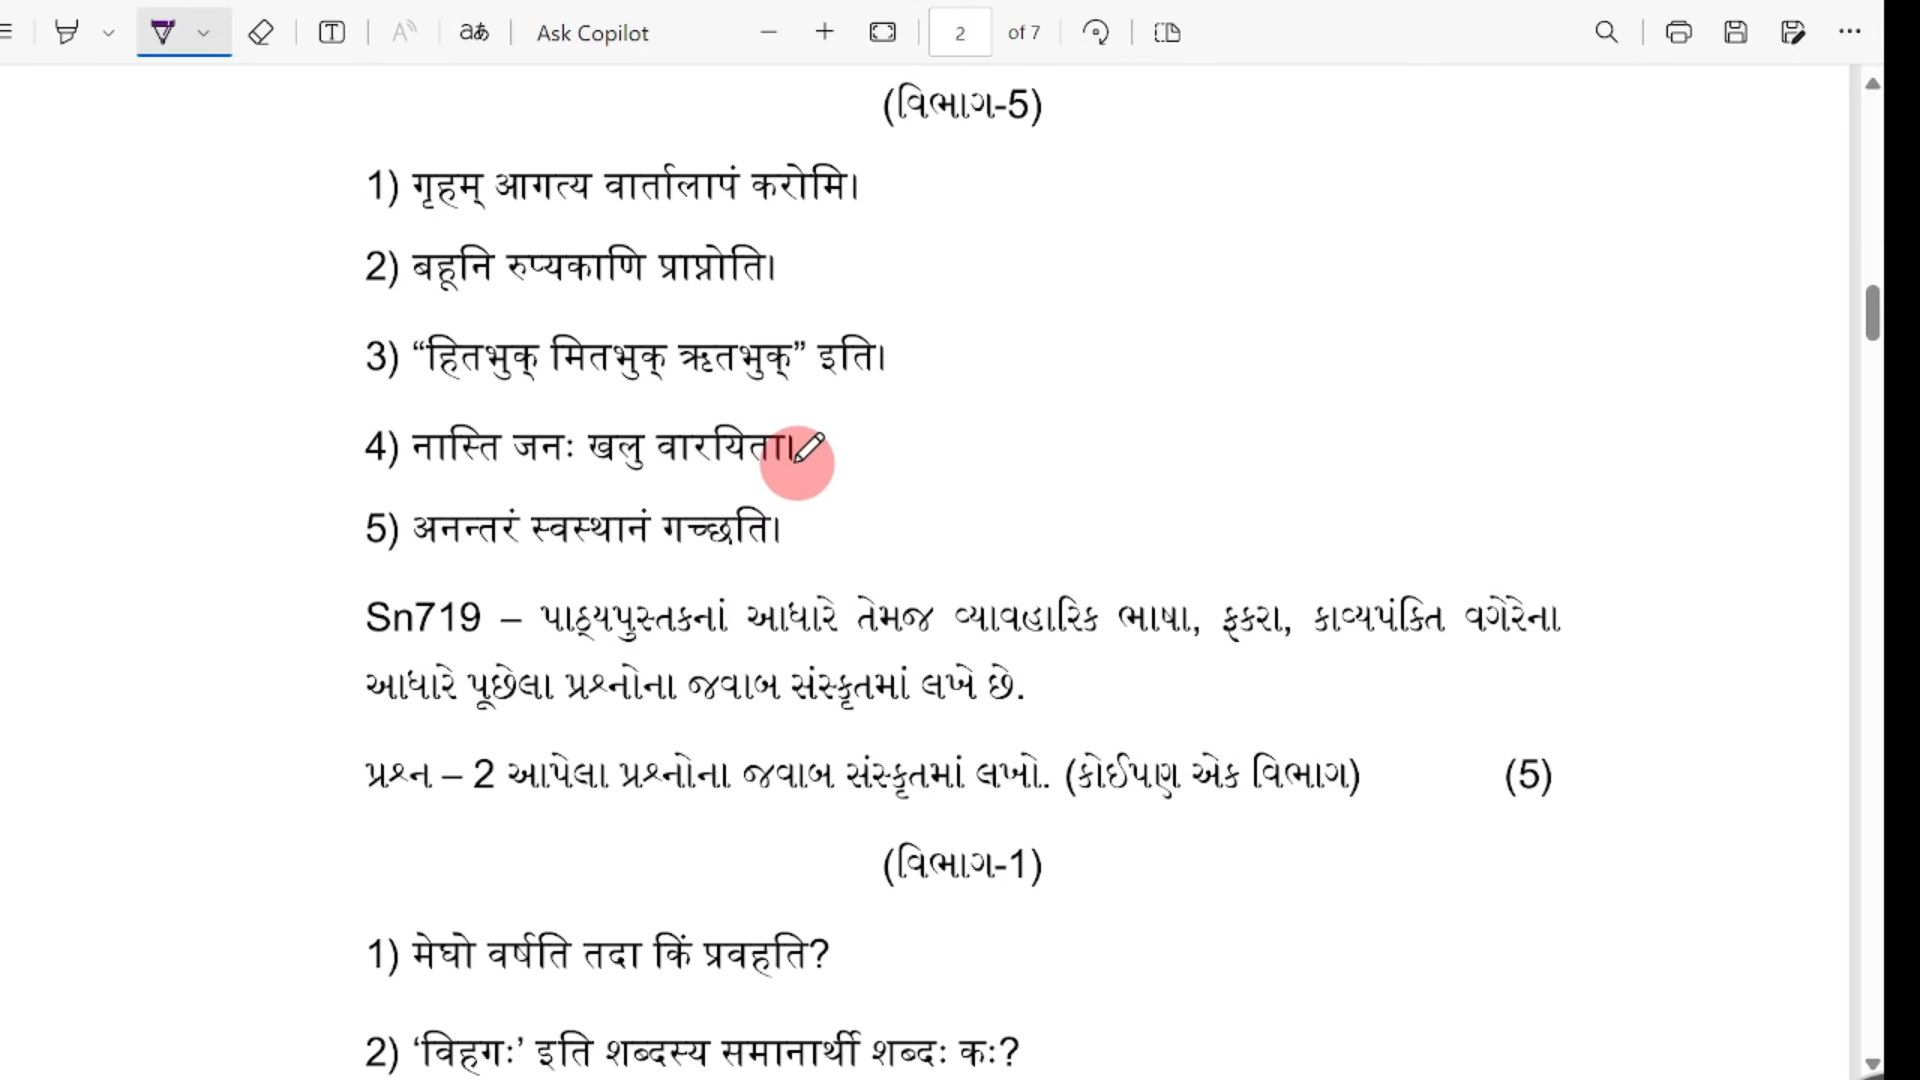 Ask Copilot 2 of 7
(વિભાગ-5)
1) गृहम् आगत्य वार्तालापं करोमि।
2) बहूनि रुप्यकाणि प्राप्नोति।
3) “हितभुक् मितभुक् ऋतभुक्” इति।
4) नास्ति जनः खलु वारयिता।
5) अनन्तरं स्वस्थानं गच्छति।
Sn719 – પાઠ્યપુસ્તકનાં આધારે તેમજ વ્યાવહારિક ભાષા, ફકરા, કાવ્યપંક્તિ વગેરેના
આધારે પૂછેલા પ્રશ્નોના જવાબ સંસ્કૃતમાં લખે છે.
પ્રશ્ન – 2 આપેલા પ્રશ્નોના જવાબ સંસ્કૃતમાં લખો. (કોઈપણ એક વિભાગ) (5)
(વિભાગ-1)
1) मेघो वर्षति तदा किं प्रवहति?
2) ‘विहगः’ इति शब्दस्य समानार्थी शब्दः कः?